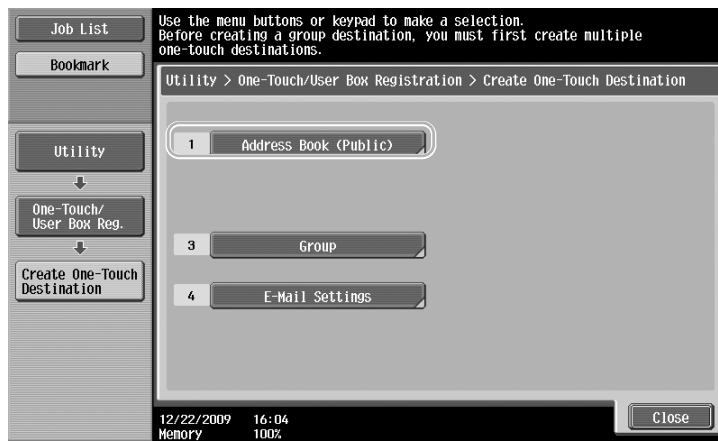 Job List
Bookmark
Use the menu buttons or keypad to make a selection.
Before creating a group destination, you must first create multiple
one-touch destinations.
Utility > One-Touch/User Box Registration > Create One-Touch Destination
Utility
One-Touch/
User Box Reg.
Create One-Touch
Destination
1 Address Book (Public)
3 Group
4 E-Mail Settings
12/22/2009 16:04
Memory 100%
Close